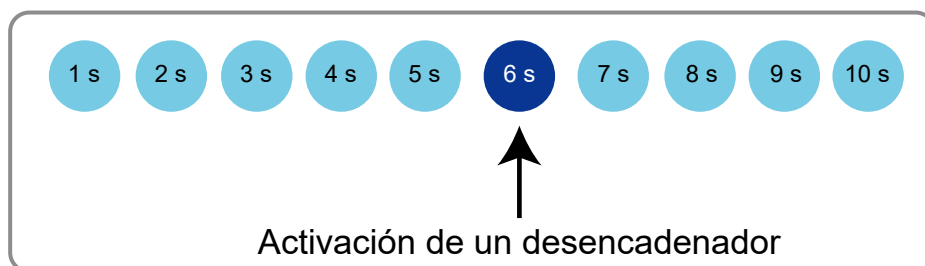 1 s 2 s 3 s 4 s 5 s 6 s 7 s 8 s 9 s 10 s
Activación de un desencadenador